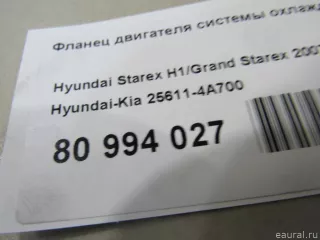 Фланец двигателя системы охлажд
Hyundai Starex H1/Grand Starex 2007
Hyundai-Kia 25611-4A700
80 994 027
eaural.ru